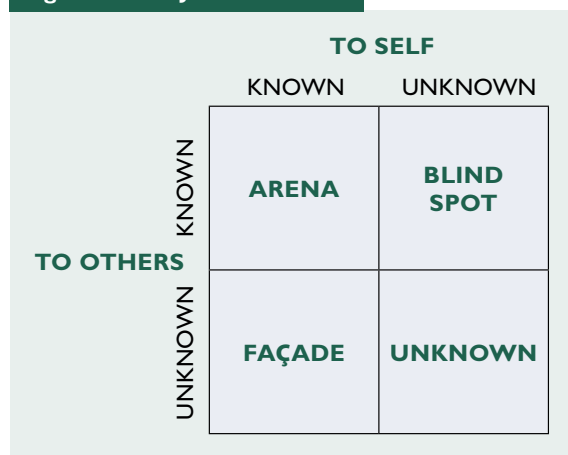 TO SELF
KNOWN UNKNOWN
KNOWN
ARENA
BLIND
SPOT
TO OTHERS
UNKNOWN
FAÇADE
UNKNOWN